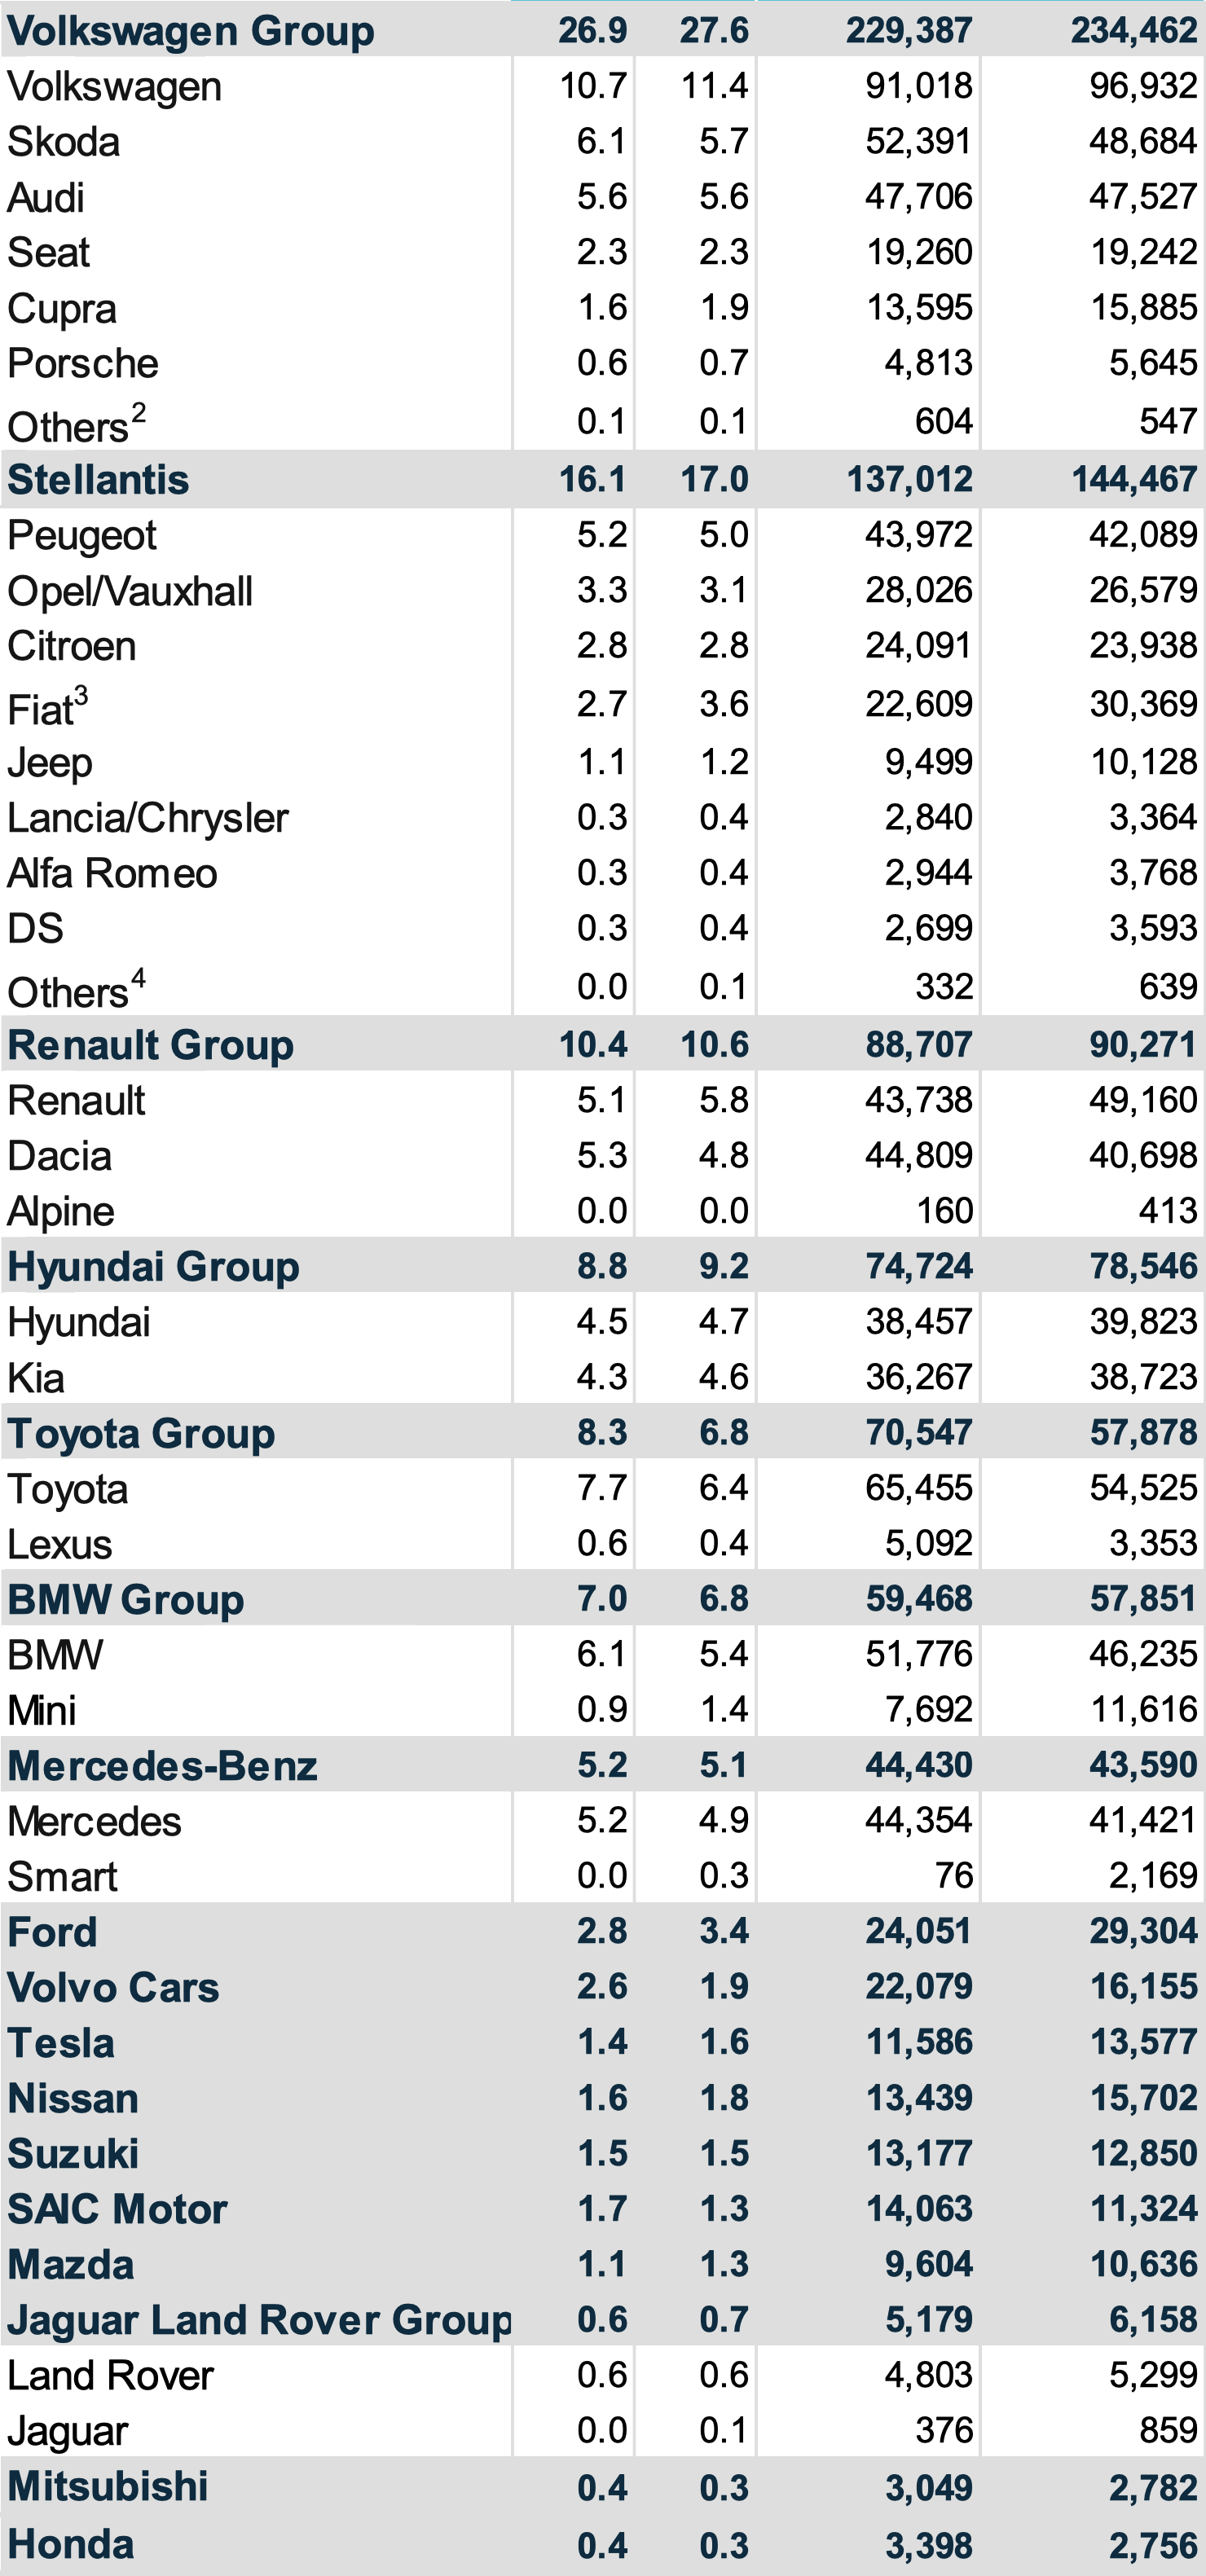 Volkswagen Group 26.9 27.6 229,387 234,462
Volkswagen 10.7 11.4 91,018 96,932
Skoda 6.1 5.7 52,391 48,684
Audi 5.6 5.6 47,706 47,527
Seat 2.3 2.3 19,260 19,242
Cupra 1.6 1.9 13,595 15,885
Porsche 0.6 0.7 4,813 5,645
Others² 0.1 0.1 604 547
Stellantis 16.1 17.0 137,012 144,467
Peugeot 5.2 5.0 43,972 42,089
Opel/Vauxhall 3.3 3.1 28,026 26,579
Citroen 2.8 2.8 24,091 23,938
Fiat³ 2.7 3.6 22,609 30,369
Jeep 1.1 1.2 9,499 10,128
Lancia/Chrysler 0.3 0.4 2,840 3,364
Alfa Romeo 0.3 0.4 2,944 3,768
DS 0.3 0.4 2,699 3,593
Others⁴ 0.0 0.1 332 639
Renault Group 10.4 10.6 88,707 90,271
Renault 5.1 5.8 43,738 49,160
Dacia 5.3 4.8 44,809 40,698
Alpine 0.0 0.0 160 413
Hyundai Group 8.8 9.2 74,724 78,546
Hyundai 4.5 4.7 38,457 39,823
Kia 4.3 4.6 36,267 38,723
Toyota Group 8.3 6.8 70,547 57,878
Toyota 7.7 6.4 65,455 54,525
Lexus 0.6 0.4 5,092 3,353
BMW Group 7.0 6.8 59,468 57,851
BMW 6.1 5.4 51,776 46,235
Mini 0.9 1.4 7,692 11,616
Mercedes-Benz 5.2 5.1 44,430 43,590
Mercedes 5.2 4.9 44,354 41,421
Smart 0.0 0.3 76 2,169
Ford 2.8 3.4 24,051 29,304
Volvo Cars 2.6 1.9 22,079 16,155
Tesla 1.4 1.6 11,586 13,577
Nissan 1.6 1.8 13,439 15,702
Suzuki 1.5 1.5 13,177 12,850
SAIC Motor 1.7 1.3 14,063 11,324
Mazda 1.1 1.3 9,604 10,636
Jaguar Land Rover Group 0.6 0.7 5,179 6,158
Land Rover 0.6 0.6 4,803 5,299
Jaguar 0.0 0.1 376 859
Mitsubishi 0.4 0.3 3,049 2,782
Honda 0.4 0.3 3,398 2,756